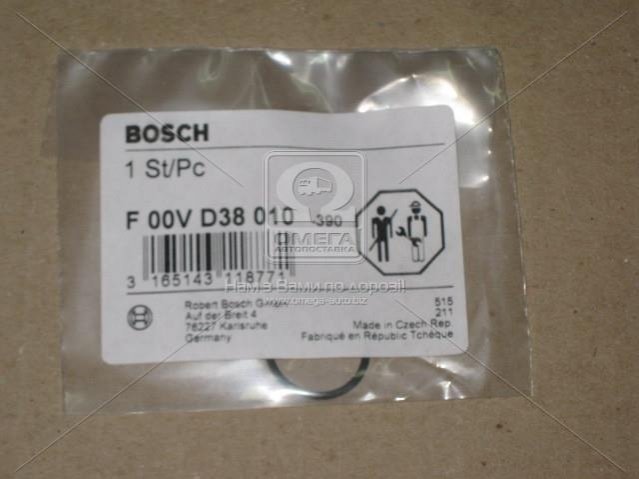 BOSCH
1 St/Pc
F 00V D38 010 -390
3 165143 118771
Robert Bosch GmbH
Auf der Breit 4
76227 Karlsruhe
Germany
515
211
Made in Czech Rep.
Fabriqué en Républic Tchèque
ОМЕГА
АВТОПОСТАВКА
Нам з Вами по дорозі!
www.omega-auto.biz